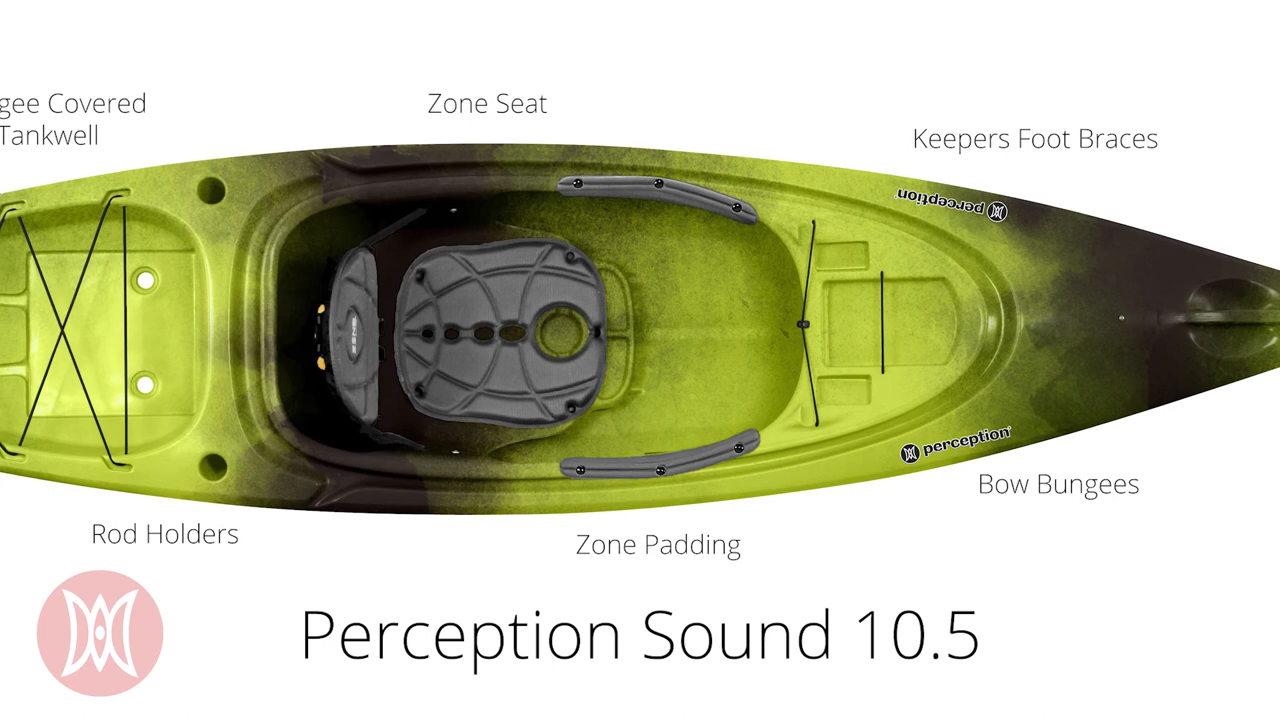 gee Covered
Tankwell
Zone Seat
Keepers Foot Braces
perception
perception
Bow Bungees
Rod Holders
Zone Padding
Perception Sound 10.5